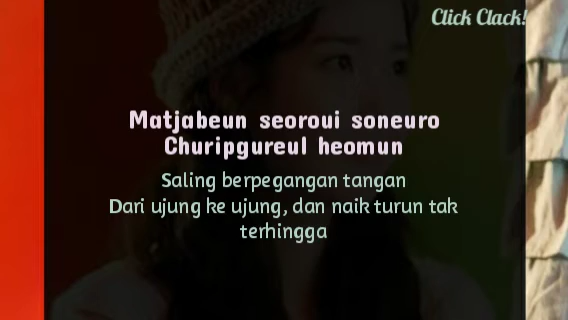 Click Clack!
Matjabeun seoroui soneuro
Churipgureul heomun
Saling berpegangan tangan
Dari ujung ke ujung, dan naik turun tak
terhingga